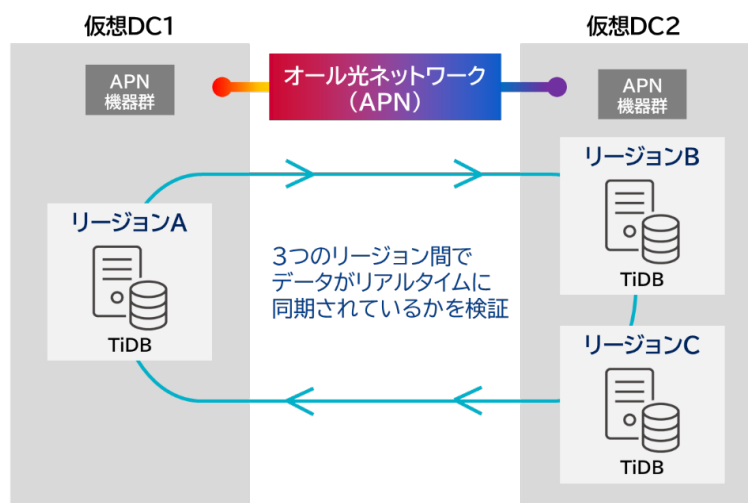 仮想DC1
仮想DC2
APN
機器群
オール光ネットワーク
（APN）
APN
機器群
リージョンA
TiDB
3つのリージョン間で
データがリアルタイムに
同期されているかを検証
リージョンB
TiDB
リージョンC
TiDB